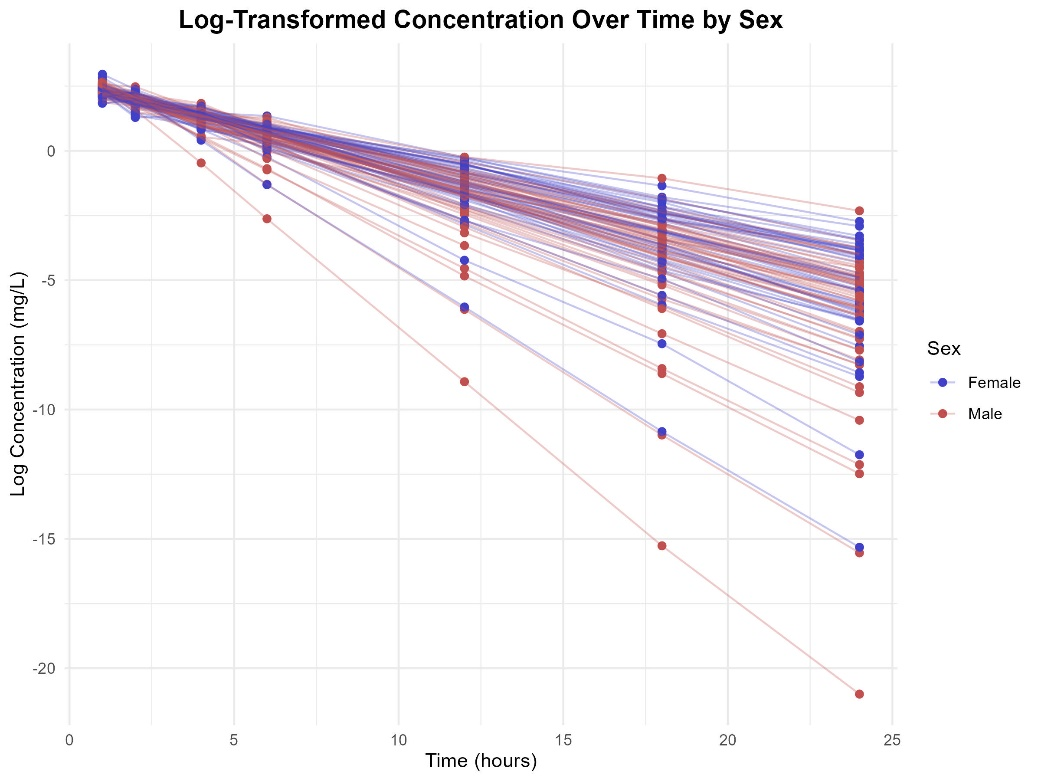 Log-Transformed Concentration Over Time by Sex
Log Concentration (mg/L)
0
-5
-10
-15
-20
0 5 10 15 20 25
Time (hours)
Sex
Female
Male